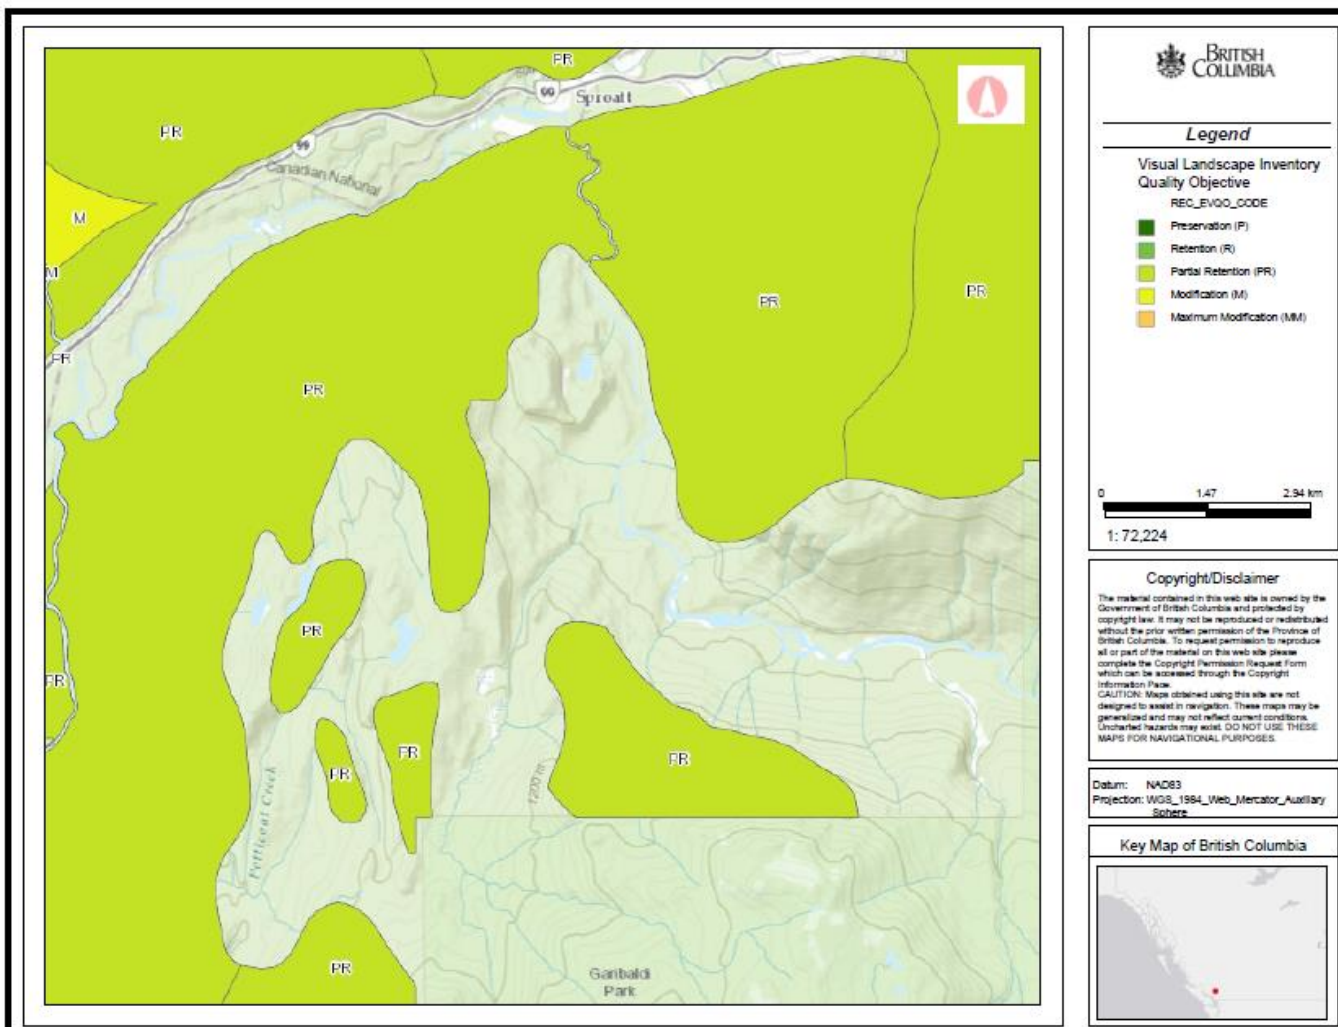 PR
99
Sproatt
PR
99
Canadian National
M
M
PR
PR
PR
PR
PR
PR
PR
PR
PR
1200 m
Petticoat Creek
PR
Garibaldi
Park
BRITISH
COLUMBIA
Legend
Visual Landscape Inventory
Quality Objective
REC_EVQO_CODE
Preservation (P)
Retention (R)
Partial Retention (PR)
Modification (M)
Maximum Modification (MM)
0 1.47 2.94 km
1: 72,224
Copyright/Disclaimer
The material contained in this web site is owned by the
Government of British Columbia and protected by
copyright law. It may not be reproduced or redistributed
without the prior written permission of the Province of
British Columbia. To request permission to reproduce
all or part of the material on this web site please
complete the Copyright Permission Request Form
which can be accessed through the Copyright
Information Page.
CAUTION: Maps obtained using this site are not
designed to assist in navigation. These maps may be
generalized and may not reflect current conditions.
Uncharted hazards may exist. DO NOT USE THESE
MAPS FOR NAVIGATIONAL PURPOSES.
Datum: NAD83
Projection: WGS_1984_Web_Mercator_Auxiliary
Sphere
Key Map of British Columbia